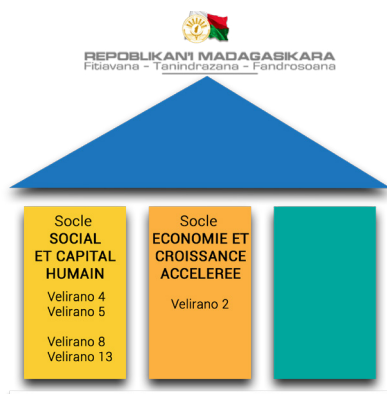 REPOBLIKAN'I MADAGASIKARA
Fitiavana - Tanindrazana - Fandrosoana
Socle
SOCIAL
ET CAPITAL
HUMAIN
Velirano 4
Velirano 5
Velirano 8
Velirano 13
Socle
ECONOMIE ET
CROISSANCE
ACCELEREE
Velirano 2